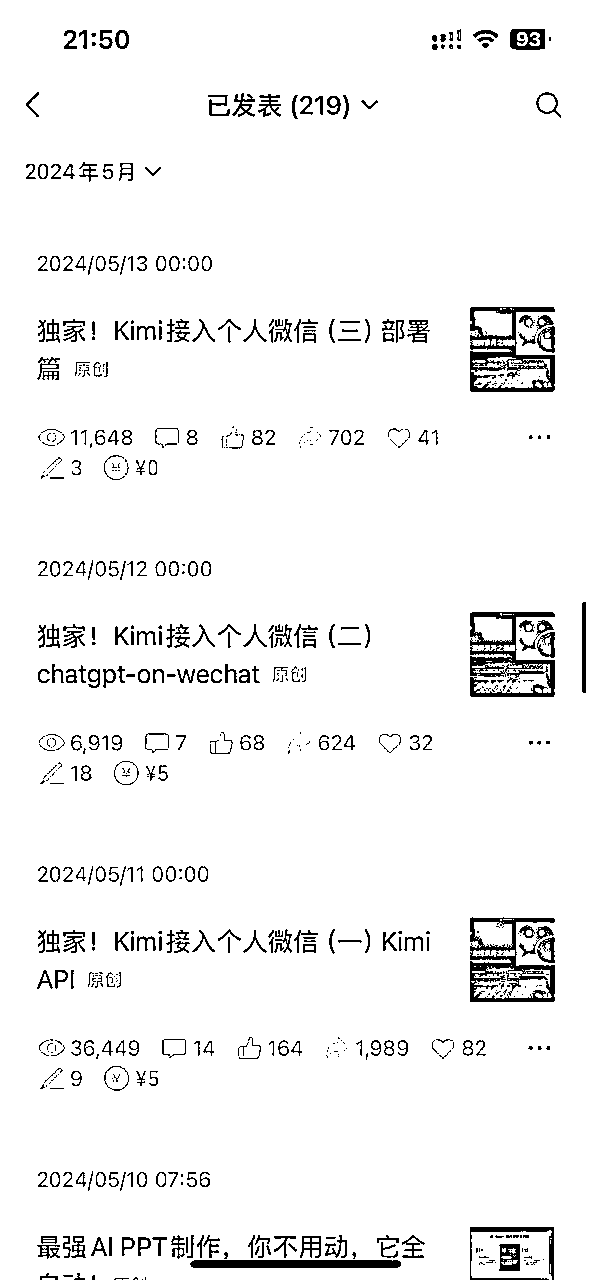 21:50
93
已发表 (219)
2024年5月
2024/05/13 00:00
独家！Kimi接入个人微信 (三) 部署
篇 原创
11,648 8 82 702 41
3 ¥0
2024/05/12 00:00
独家！Kimi接入个人微信 (二)
chatgpt-on-wechat 原创
6,919 7 68 624 32
18 ¥5
2024/05/11 00:00
独家！Kimi接入个人微信 (一) Kimi
API 原创
36,449 14 164 1,989 82
9 ¥5
2024/05/10 07:56
最强AI PPT制作，你不用动，它全